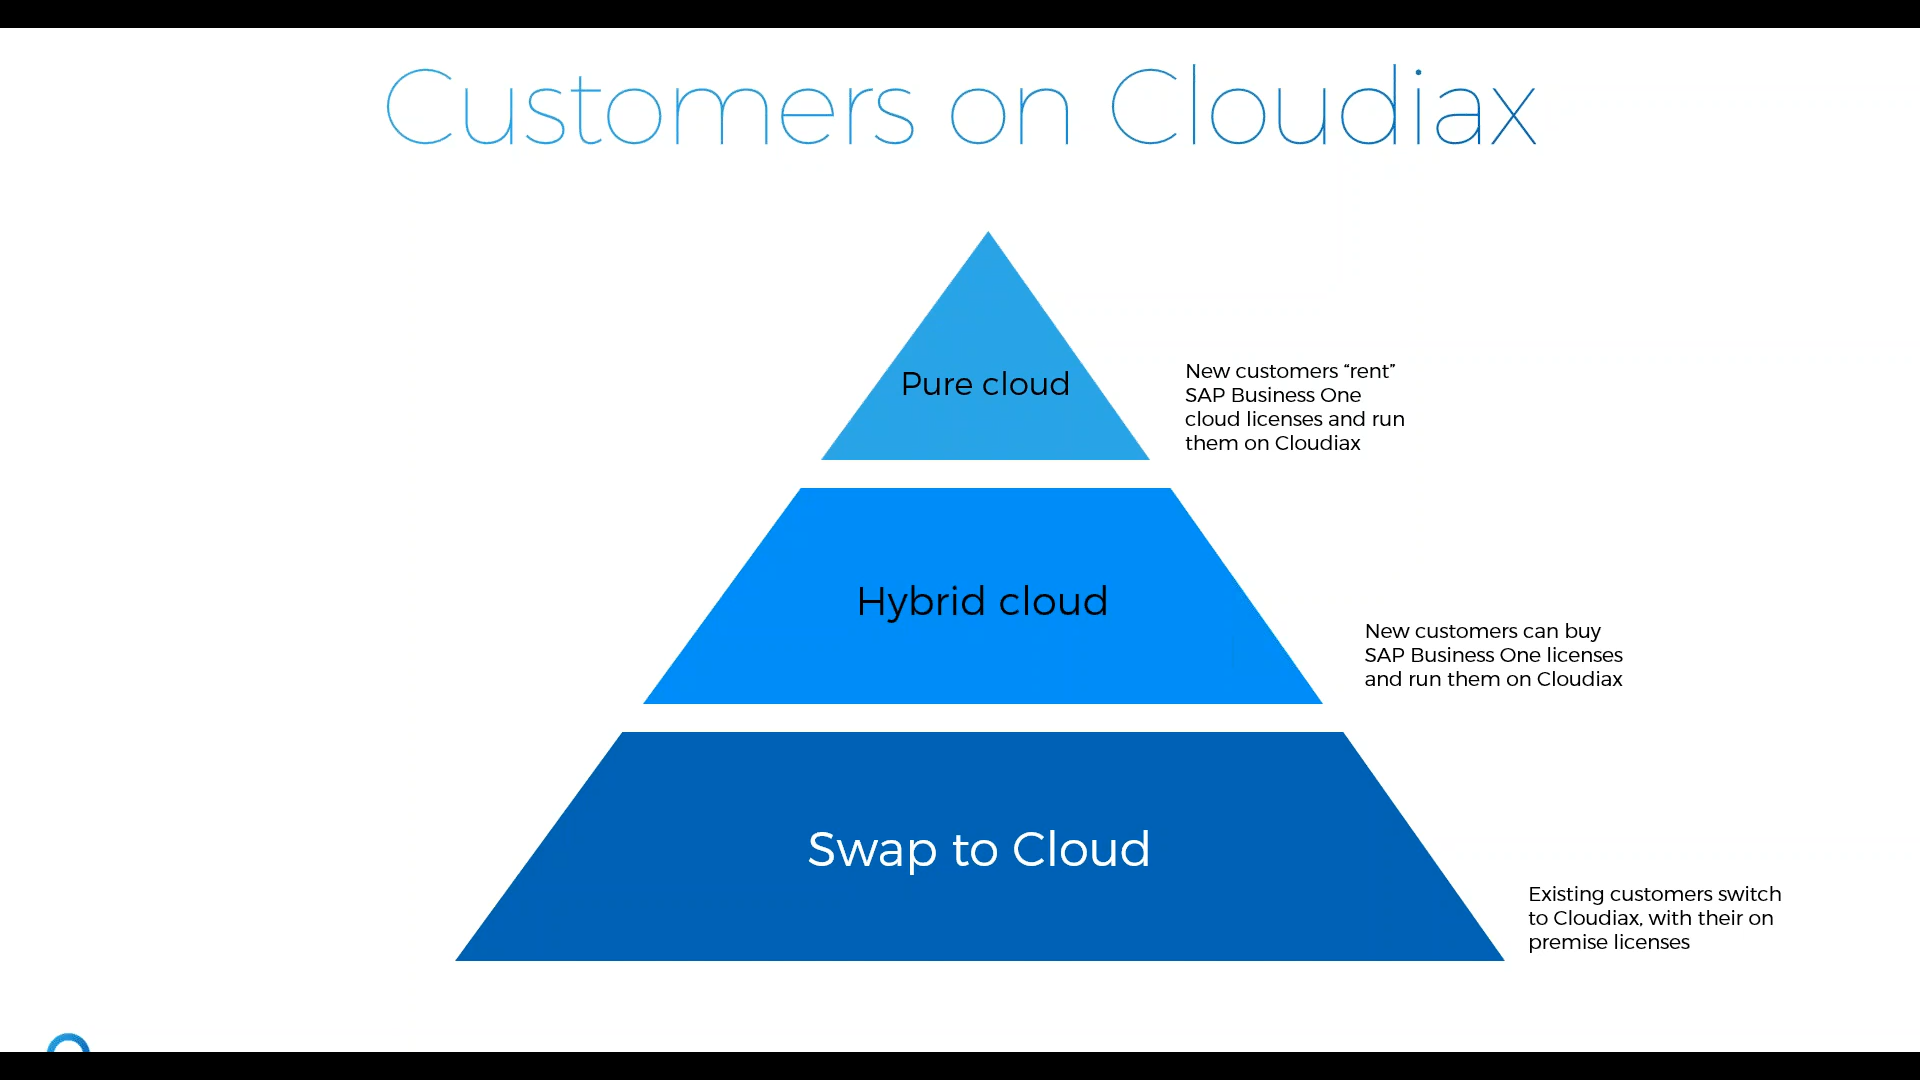 Customers on Cloudiax
Pure cloud
New customers “rent”
SAP Business One
cloud licenses and run
them on Cloudiax
Hybrid cloud
New customers can buy
SAP Business One licenses
and run them on Cloudiax
Swap to Cloud
Existing customers switch
to Cloudiax, with their on
premise licenses